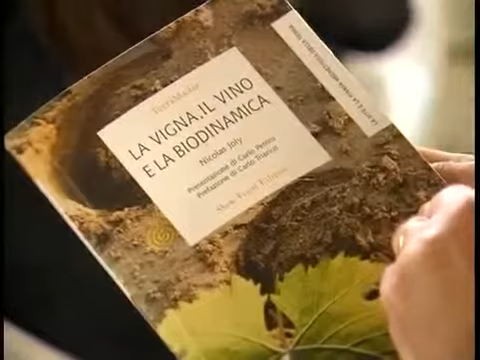 TerraMadre
LA VIGNA, IL VINO
E LA BIODINAMICA
Nicolas Joly
Presentazione di Carlo Petrini
Prefazione di Carlo Triarico
Slow Food Editore